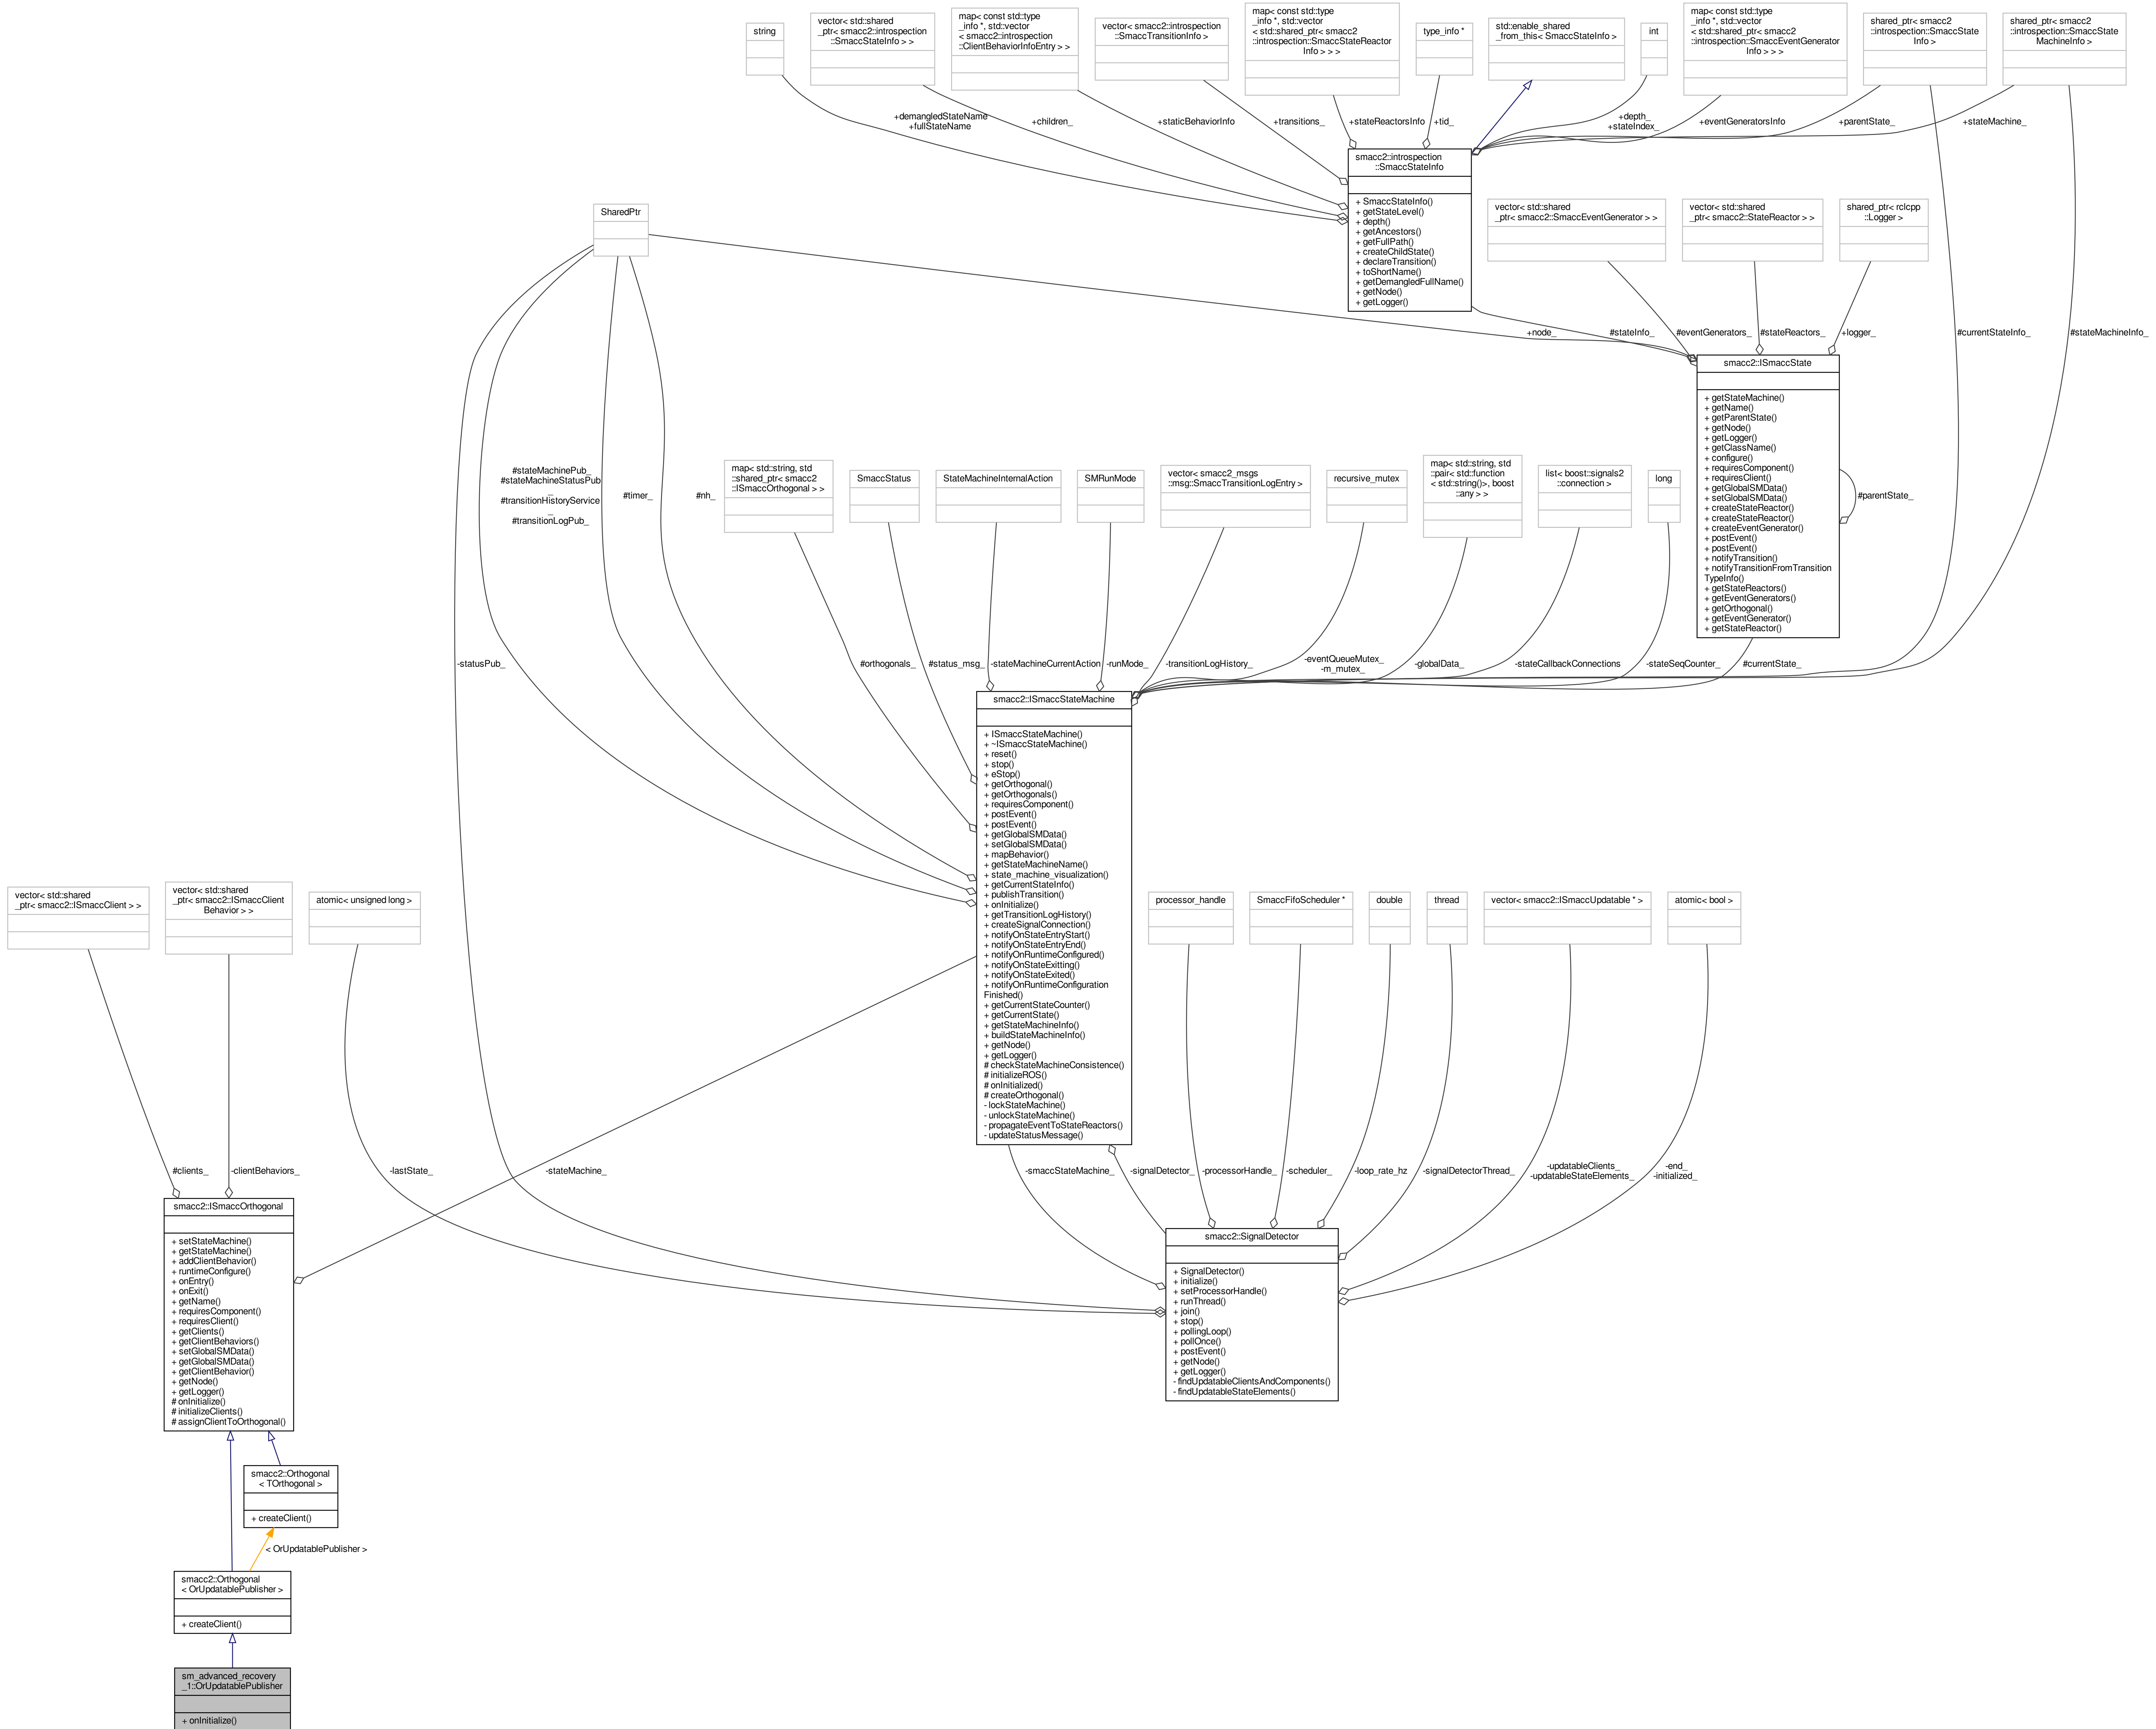 string
vector< std::shared
_ptr< smacc2::introspection
::SmaccStateInfo > >
map< const std::type
_info *, std::vector
< smacc2::introspection
::ClientBehaviorInfoEntry > >
vector< smacc2::introspection
::SmaccTransitionInfo >
map< const std::type
_info *, std::vector
< std::shared_ptr< smacc2
::introspection::SmaccStateReactor
Info > > >
type_info *
std::enable_shared
_from_this< SmaccStateInfo >
int
map< const std::type
_info *, std::vector
< std::shared_ptr< smacc2
::introspection::SmaccEventGenerator
Info > > >
shared_ptr< smacc2
::introspection::SmaccState
Info >
shared_ptr< smacc2
::introspection::SmaccState
MachineInfo >
+demangledStateName
+fullStateName
+children_
+staticBehaviorInfo
+transitions_
+stateReactorsInfo
+tid_
+depth_
+stateIndex_
+eventGeneratorsInfo
+parentState_
+stateMachine_
smacc2::introspection
::SmaccStateInfo
+ SmaccStateInfo()
+ getStateLevel()
+ depth()
+ getAncestors()
+ getFullPath()
+ createChildState()
+ declareTransition()
+ toShortName()
+ getDemangledFullName()
+ getNode()
+ getLogger()
SharedPtr
vector< std::shared
_ptr< smacc2::SmaccEventGenerator > >
vector< std::shared
_ptr< smacc2::StateReactor > >
shared_ptr< rclcpp
::Logger >
+node_
#stateInfo_
#eventGenerators_
#stateReactors_
+logger_
#currentStateInfo_
#stateMachineInfo_
smacc2::ISmaccState
+ getStateMachine()
+ getName()
+ getParentState()
+ getNode()
+ getLogger()
+ getClassName()
+ configure()
+ requiresComponent()
+ requiresClient()
+ getGlobalSMData()
+ setGlobalSMData()
+ createStateReactor()
+ createStateReactor()
+ createEventGenerator()
+ postEvent()
+ postEvent()
+ notifyTransition()
+ notifyTransitionFromTransition
TypeInfo()
+ getStateReactors()
+ getEventGenerators()
+ getOrthogonal()
+ getEventGenerator()
+ getStateReactor()
#parentState_
#stateMachinePub_
#stateMachineStatusPub
_
#transitionHistoryService
_
#transitionLogPub_
#timer_
#nh_
map< std::string, std
::shared_ptr< smacc2
::ISmaccOrthogonal > >
SmaccStatus
StateMachineInternalAction
SMRunMode
vector< smacc2_msgs
::msg::SmaccTransitionLogEntry >
recursive_mutex
map< std::string, std
::pair< std::function
< std::string()>, boost
::any > >
list< boost::signals2
::connection >
long
-statusPub_
#orthogonals_
#status_msg_
-stateMachineCurrentAction
-runMode_
-transitionLogHistory_
-eventQueueMutex_
-m_mutex_
-globalData_
-stateCallbackConnections
-stateSeqCounter_
#currentState_
smacc2::ISmaccStateMachine
+ ISmaccStateMachine()
+ ~ISmaccStateMachine()
+ reset()
+ stop()
+ eStop()
+ getOrthogonal()
+ getOrthogonals()
+ requiresComponent()
+ postEvent()
+ postEvent()
+ getGlobalSMData()
+ setGlobalSMData()
+ mapBehavior()
+ getStateMachineName()
+ state_machine_visualization()
+ getCurrentStateInfo()
+ publishTransition()
+ onInitialize()
+ getTransitionLogHistory()
+ createSignalConnection()
+ notifyOnStateEntryStart()
+ notifyOnStateEntryEnd()
+ notifyOnRuntimeConfigured()
+ notifyOnStateExitting()
+ notifyOnStateExited()
+ notifyOnRuntimeConfiguration
Finished()
+ getCurrentStateCounter()
+ getCurrentState()
+ getStateMachineInfo()
+ buildStateMachineInfo()
+ getNode()
+ getLogger()
# checkStateMachineConsistence()
# initializeROS()
# onInitialized()
# createOrthogonal()
- lockStateMachine()
- unlockStateMachine()
- propagateEventToStateReactors()
- updateStatusMessage()
vector< std::shared
_ptr< smacc2::ISmaccClient > >
vector< std::shared
_ptr< smacc2::ISmaccClient
Behavior > >
atomic< unsigned long >
processor_handle
SmaccFifoScheduler *
double
thread
vector< smacc2::ISmaccUpdatable * >
atomic< bool >
#clients_
-clientBehaviors_
-lastState_
-stateMachine_
-smaccStateMachine_
-signalDetector_
-processorHandle_
-scheduler_
-loop_rate_hz
-signalDetectorThread_
-updatableClients_
-updatableStateElements_
-end_
-initialized_
smacc2::ISmaccOrthogonal
+ setStateMachine()
+ getStateMachine()
+ addClientBehavior()
+ runtimeConfigure()
+ onEntry()
+ onExit()
+ getName()
+ requiresComponent()
+ requiresClient()
+ getClients()
+ getClientBehaviors()
+ setGlobalSMData()
+ getGlobalSMData()
+ getClientBehavior()
+ getNode()
+ getLogger()
# onInitialize()
# initializeClients()
# assignClientToOrthogonal()
smacc2::SignalDetector
+ SignalDetector()
+ initialize()
+ setProcessorHandle()
+ runThread()
+ join()
+ stop()
+ pollingLoop()
+ pollOnce()
+ postEvent()
+ getNode()
+ getLogger()
- findUpdatableClientsAndComponents()
- findUpdatableStateElements()
smacc2::Orthogonal
< TOrthogonal >
+ createClient()
< OrUpdatablePublisher >
smacc2::Orthogonal
< OrUpdatablePublisher >
+ createClient()
sm_advanced_recovery
_1::OrUpdatablePublisher
+ onInitialize()